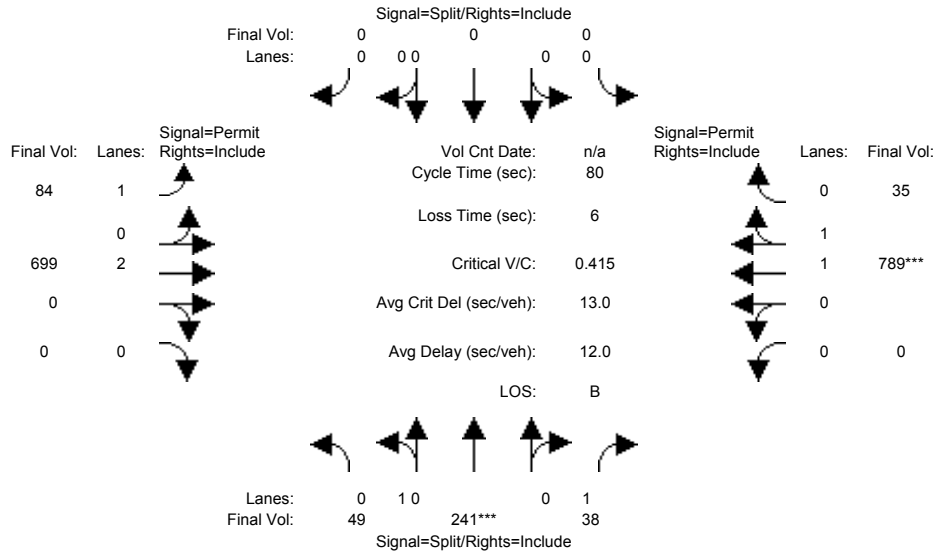 Signal=Split/Rights=Include
Final Vol: 0 0 0
Lanes: 0 0 0 0 0
Signal=Permit Signal=Permit
Final Vol: Lanes: Rights=Include Vol Cnt Date: n/a Rights=Include Lanes: Final Vol:
Cycle Time (sec): 80
84 1 0 35
Loss Time (sec): 6
0 1
699 2 Critical V/C: 0.415 1 789***
0 Avg Crit Del (sec/veh): 13.0 0
0 0 Avg Delay (sec/veh): 12.0 0 0
LOS: B
Lanes: 0 1 0 0 1
Final Vol: 49 241*** 38
Signal=Split/Rights=Include